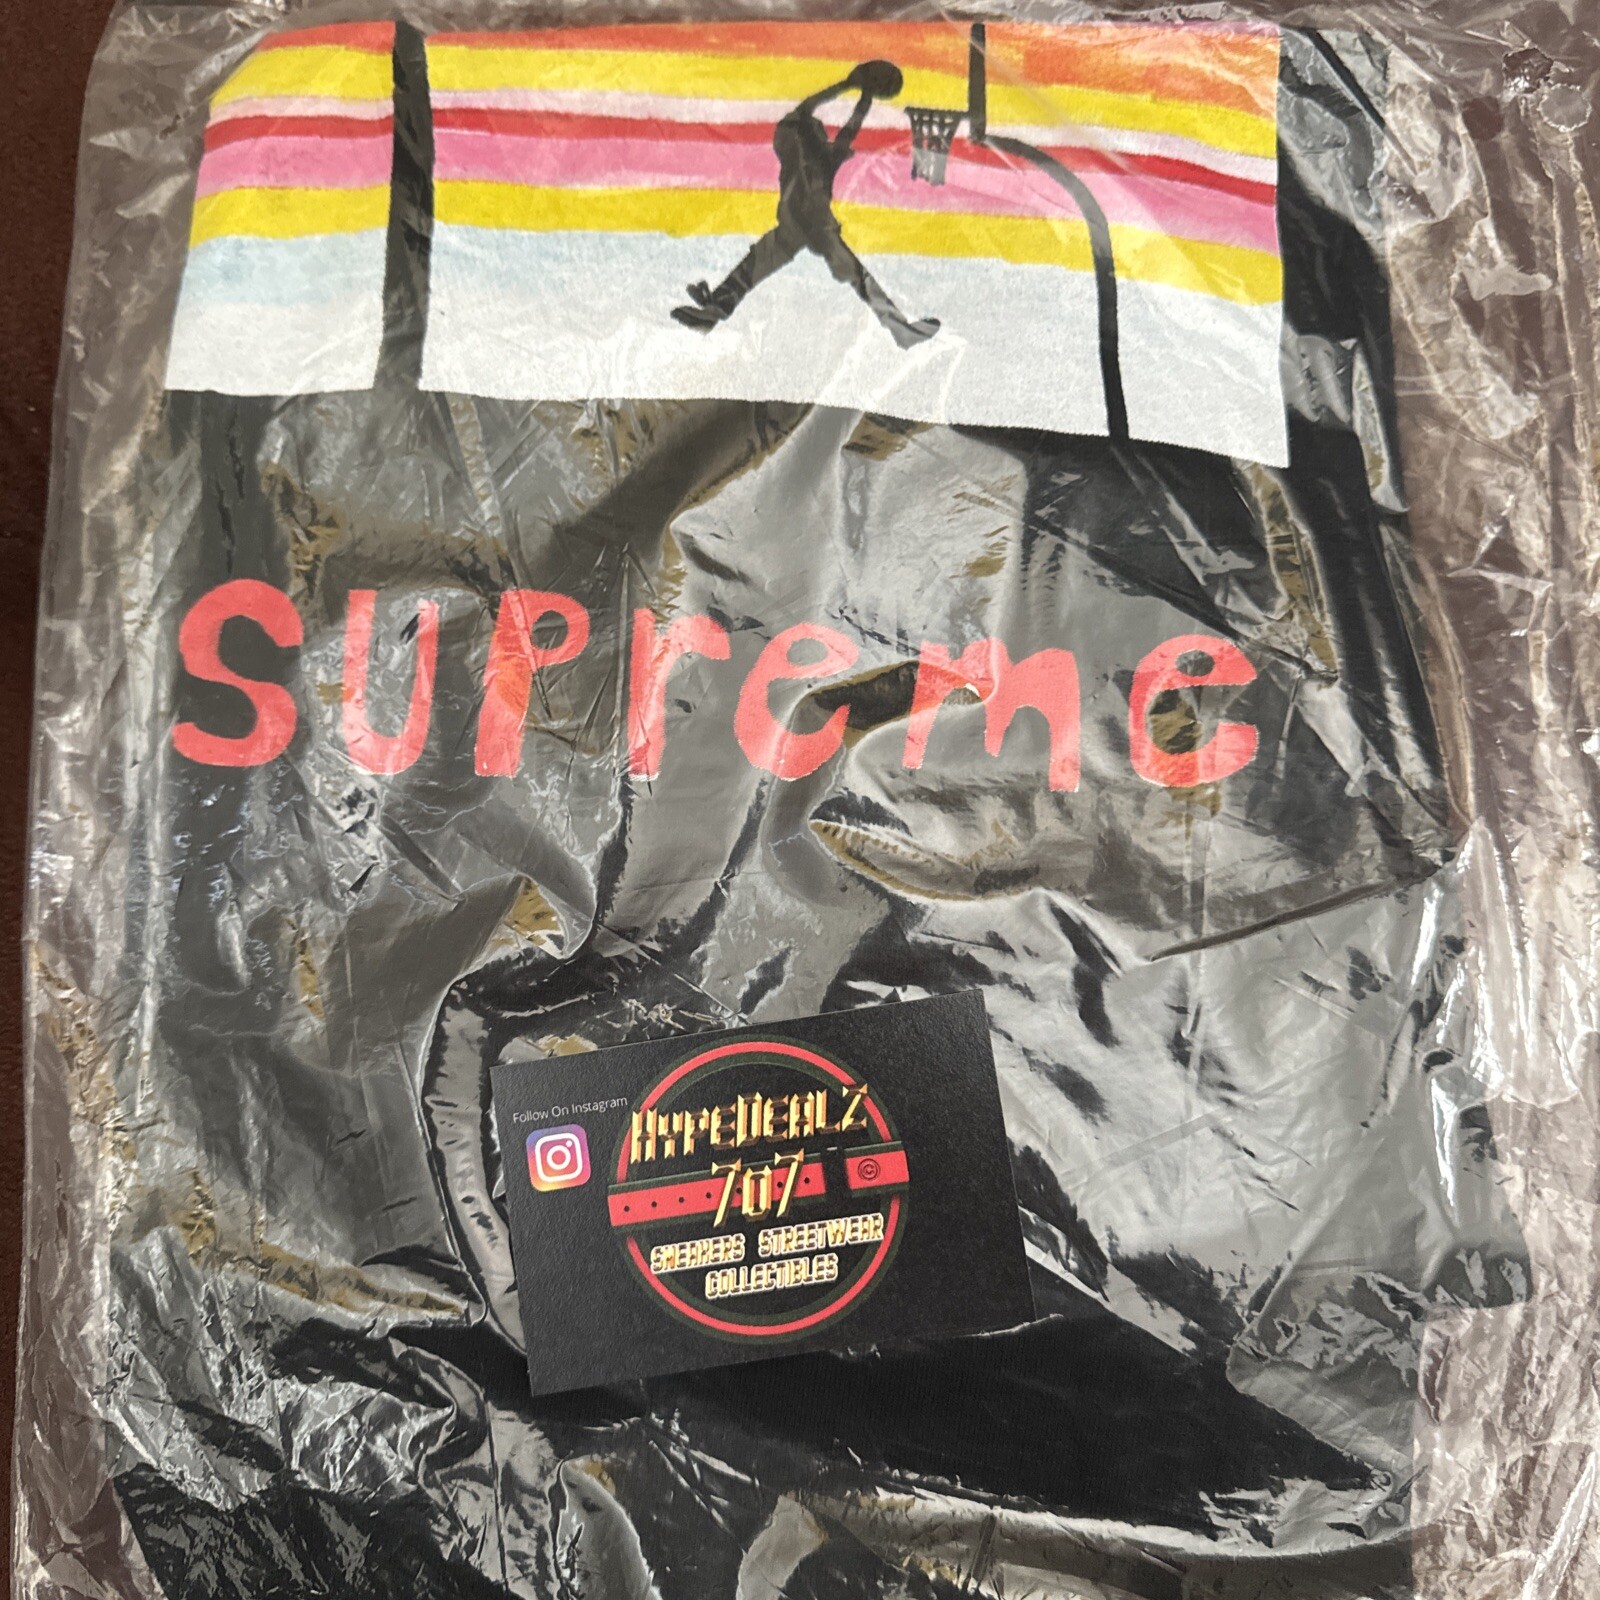 SUPreme
Follow On Instagram
HYPEDEALZ
707
©
SNEAKERS STREETWEAR
COLLECTIBLES